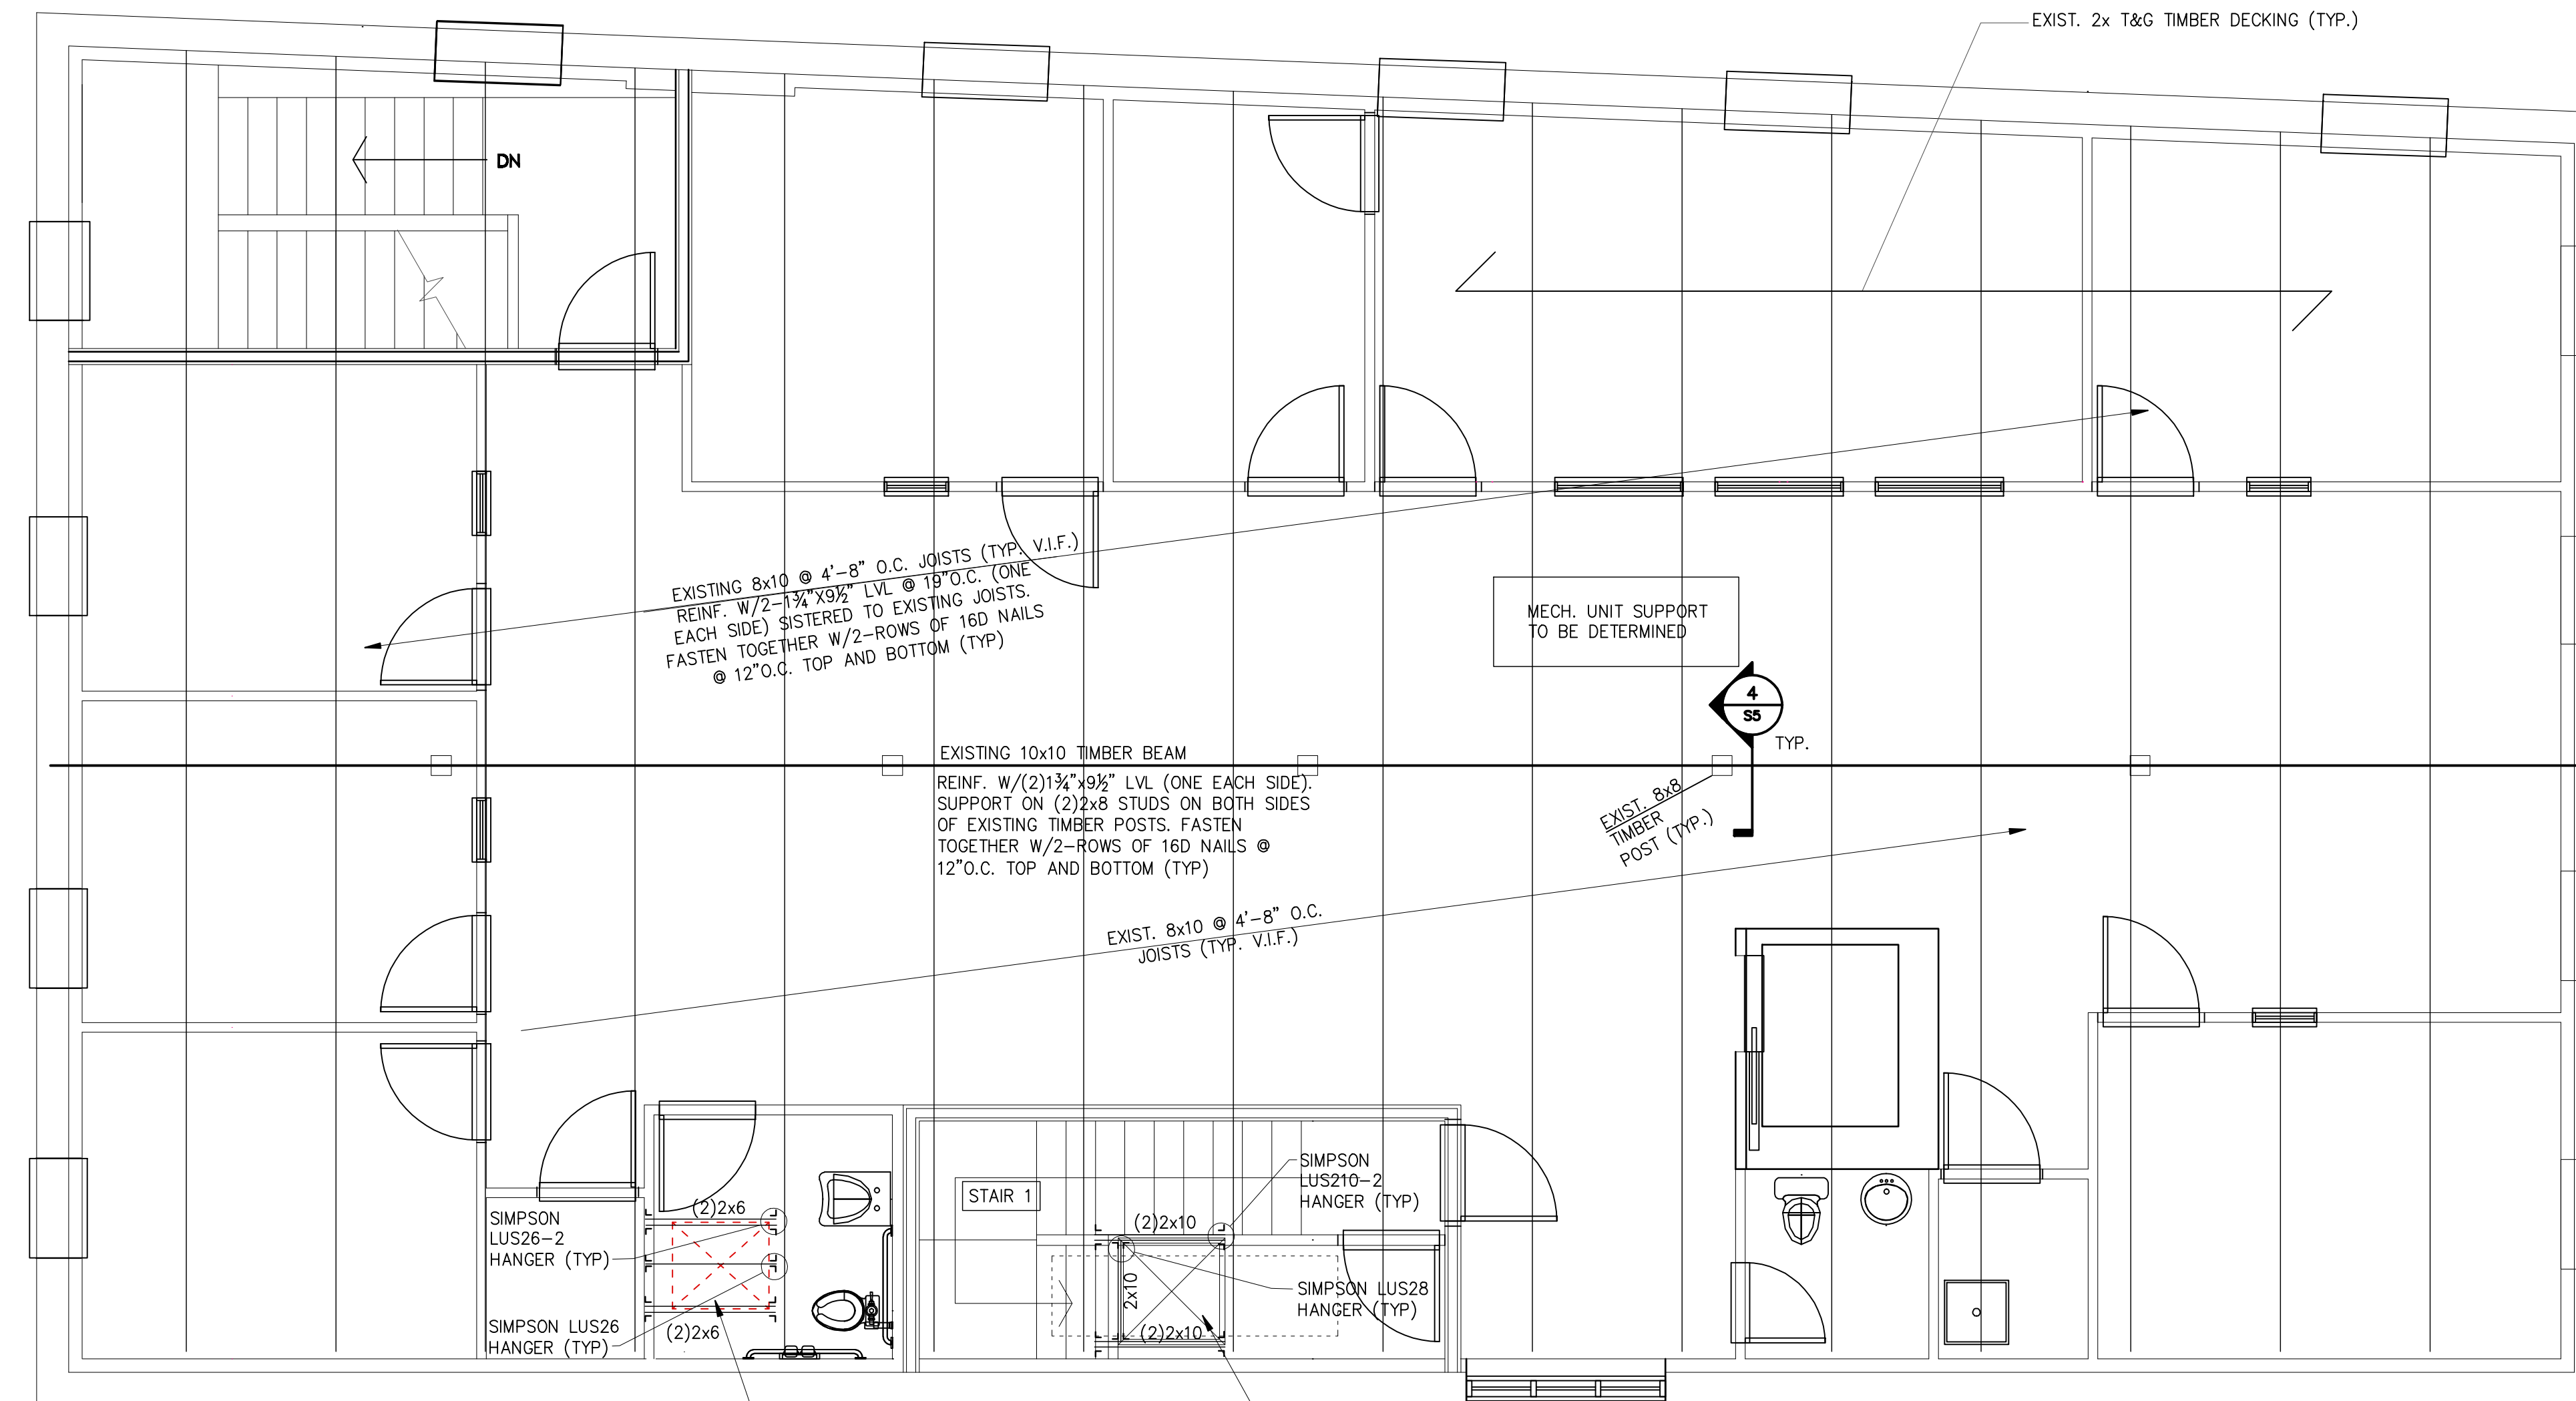 EXIST. 2x T&G TIMBER DECKING (TYP.)
DN
EXISTING 8x10 @ 4'-8" O.C. JOISTS (TYP. V.I.F.)
REINF. W/2-1¾"X9½" LVL @ 19"O.C. (ONE
EACH SIDE) SISTERED TO EXISTING JOISTS.
FASTEN TOGETHER W/2-ROWS OF 16D NAILS
@ 12"O.C. TOP AND BOTTOM (TYP)
MECH. UNIT SUPPORT
TO BE DETERMINED
4
S5
TYP.
EXISTING 10x10 TIMBER BEAM
REINF. W/(2)1¾"x9½" LVL (ONE EACH SIDE).
SUPPORT ON (2)2x8 STUDS ON BOTH SIDES
OF EXISTING TIMBER POSTS. FASTEN
TOGETHER W/2-ROWS OF 16D NAILS @
12"O.C. TOP AND BOTTOM (TYP)
EXIST. 8x8
TIMBER
POST (TYP.)
EXIST. 8x10 @ 4'-8" O.C.
JOISTS (TYP. V.I.F.)
SIMPSON
LUS210-2
HANGER (TYP)
STAIR 1
(2)2x6
SIMPSON
LUS26-2
HANGER (TYP)
(2)2x10
2x10
SIMPSON LUS28
HANGER (TYP)
SIMPSON LUS26
HANGER (TYP)
(2)2x6
(2)2x10